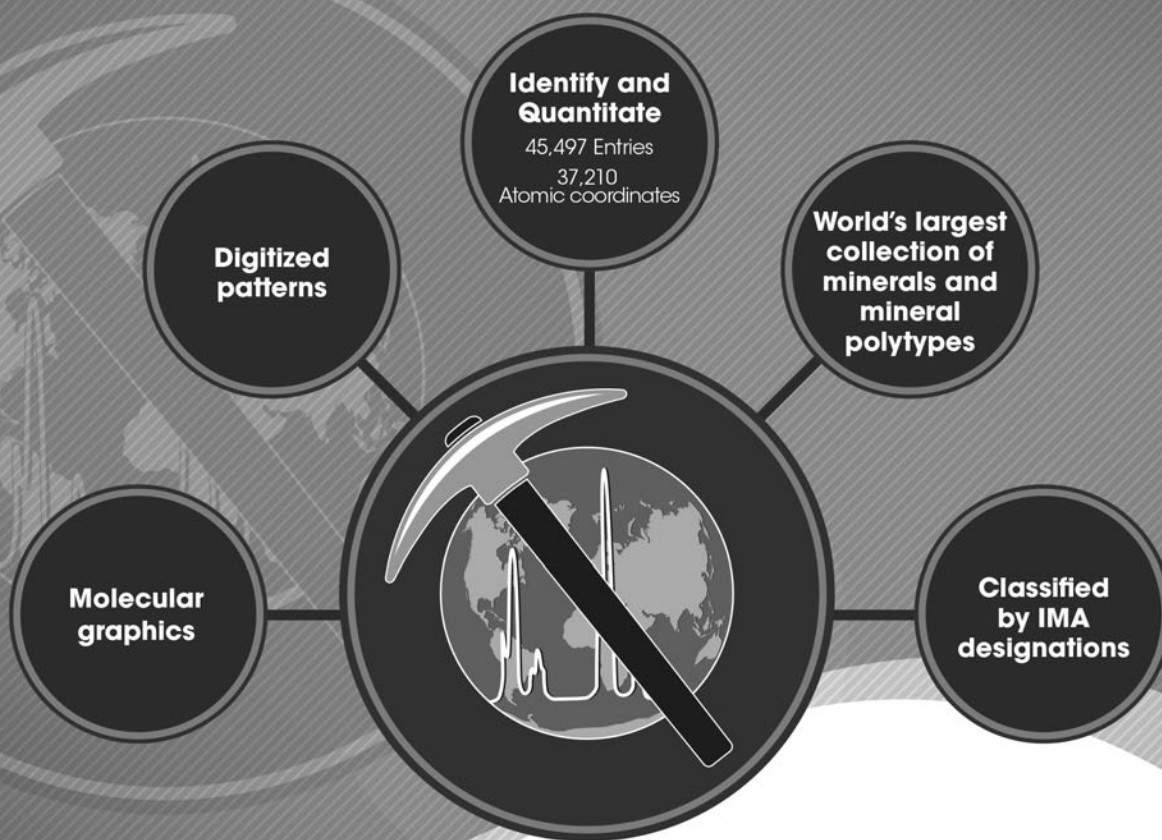 Identify and
Quantitate
45,497 Entries
37,210
Atomic coordinates
Digitized
patterns
World's largest
collection of
minerals and
mineral
polytypes
Molecular
graphics
Classified
by IMA
designations